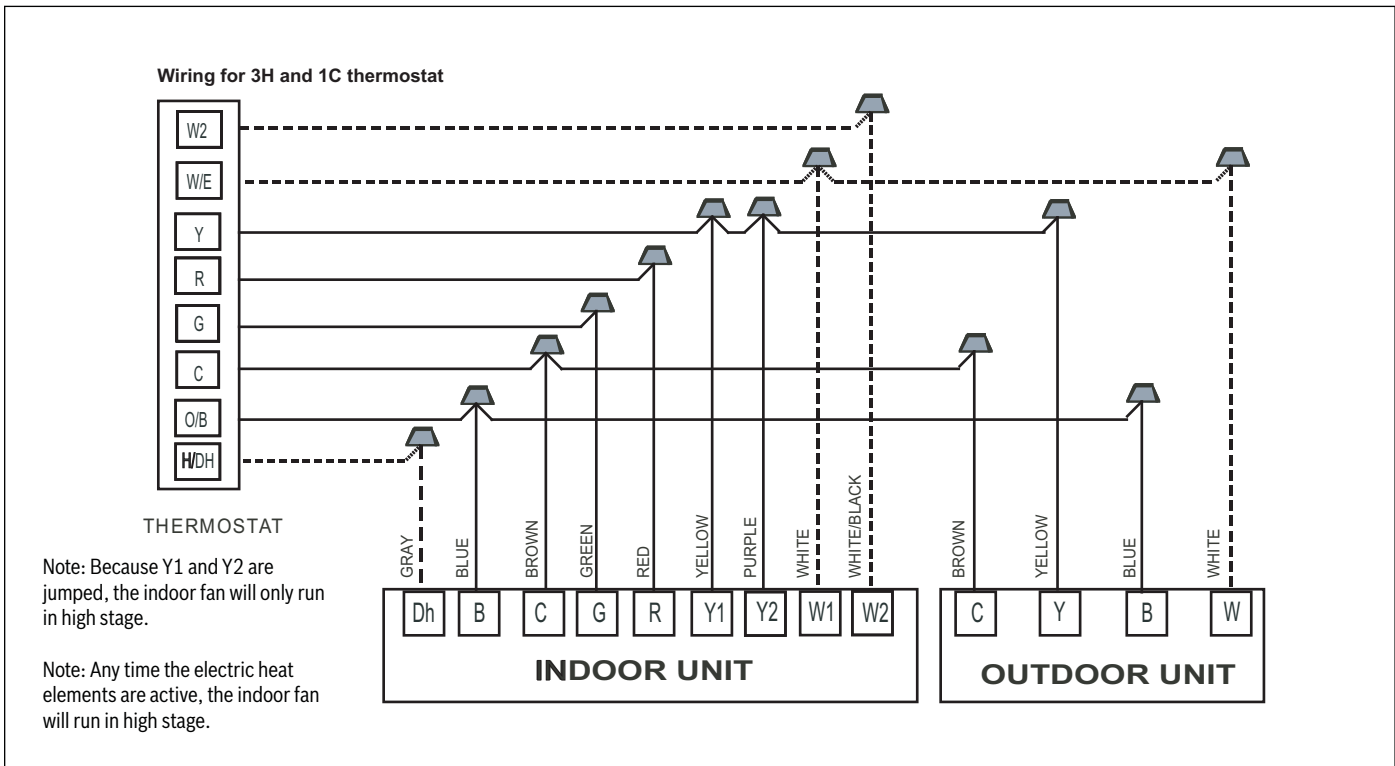 Wiring for 3H and 1C thermostat
W2
W/E
Y
R
G
C
O/B
H/DH
THERMOSTAT
Note: Because Y1 and Y2 are
jumped, the indoor fan will only run
in high stage.
Note: Any time the electric heat
elements are active, the indoor fan
will run in high stage.
GRAY
BLUE
BROWN
GREEN
RED
YELLOW
PURPLE
WHITE
WHITE/BLACK
BROWN
YELLOW
BLUE
WHITE
Dh B C G R Y1 Y2 W1 W2
INDOOR UNIT
C Y B W
OUTDOOR UNIT